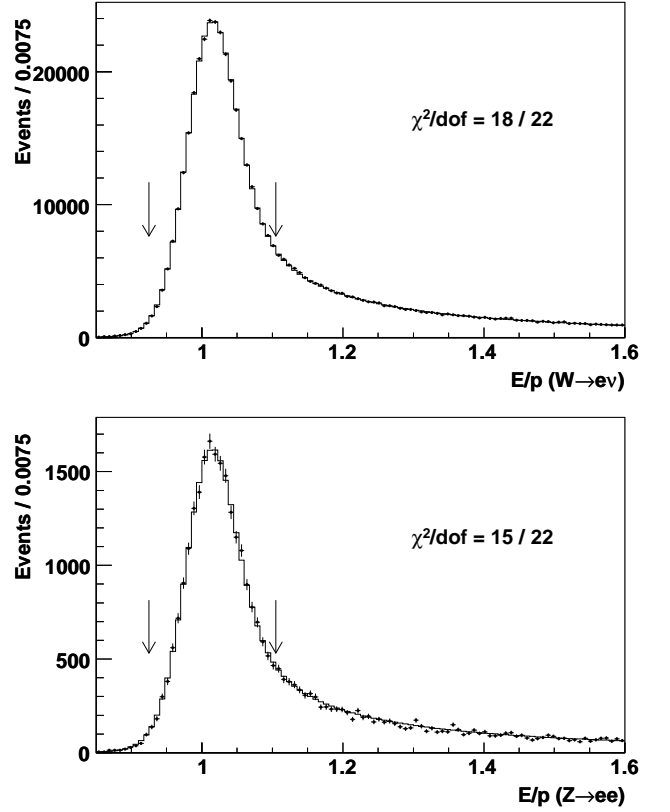 Events / 0.0075
20000
10000
0
χ²/dof = 18 / 22
1 1.2 1.4 1.6
E/p (W→eν)
Events / 0.0075
1500
1000
500
0
χ²/dof = 15 / 22
1 1.2 1.4 1.6
E/p (Z→ee)